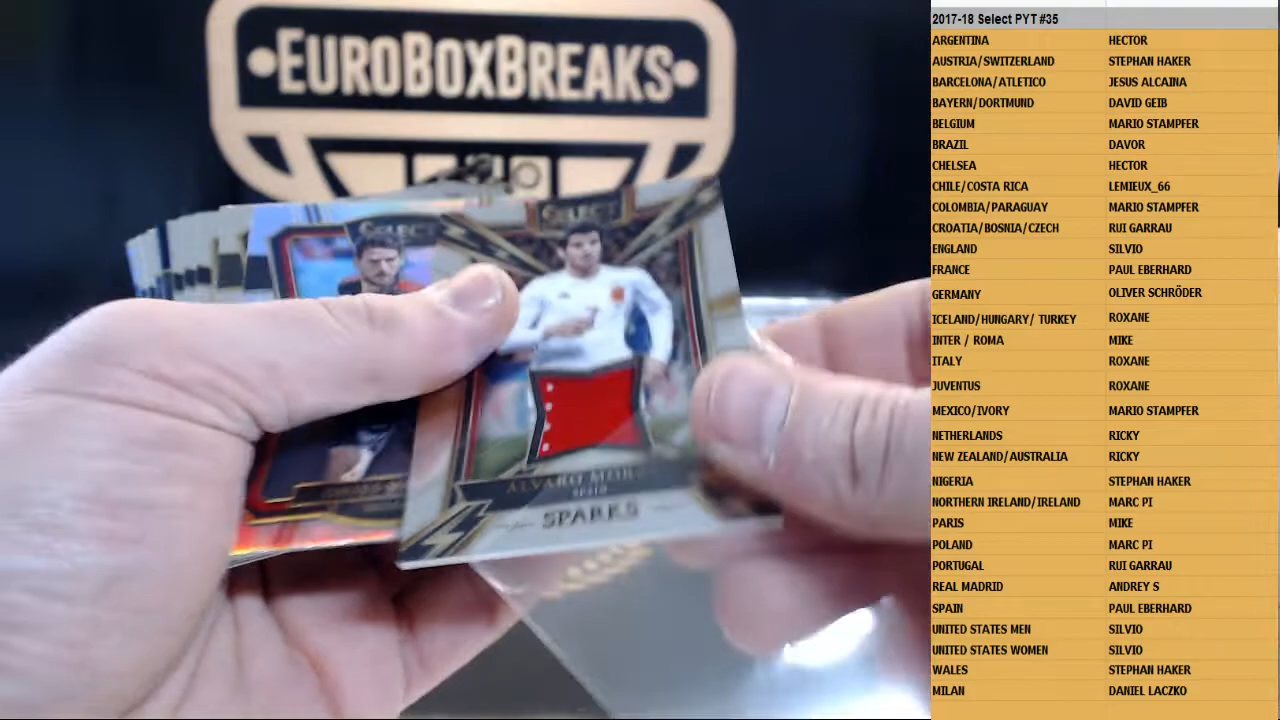 EUROBOXBREAKS
SELECT
SELECT
ALVARO
SPAIN
SPARKS
2017-18 Select PYT #35
ARGENTINA HECTOR
AUSTRIA/SWITZERLAND STEPHAN HAKER
BARCELONA/ATLETICO JESUS ALCAINA
BAYERN/DORTMUND DAVID GEIB
BELGIUM MARIO STAMPFER
BRAZIL DAVOR
CHELSEA HECTOR
CHILE/COSTA RICA LEMIEUX_66
COLOMBIA/PARAGUAY MARIO STAMPFER
CROATIA/BOSNIA/CZECH RUI GARRAU
ENGLAND SILVIO
FRANCE PAUL EBERHARD
GERMANY OLIVER SCHRÖDER
ICELAND/HUNGARY/ TURKEY ROXANE
INTER / ROMA MIKE
ITALY ROXANE
JUVENTUS ROXANE
MEXICO/IVORY MARIO STAMPFER
NETHERLANDS RICKY
NEW ZEALAND/AUSTRALIA RICKY
NIGERIA STEPHAN HAKER
NORTHERN IRELAND/IRELAND MARC PI
PARIS MIKE
POLAND MARC PI
PORTUGAL RUI GARRAU
REAL MADRID ANDREY S
SPAIN PAUL EBERHARD
UNITED STATES MEN SILVIO
UNITED STATES WOMEN SILVIO
WALES STEPHAN HAKER
MILAN DANIEL LACZKO